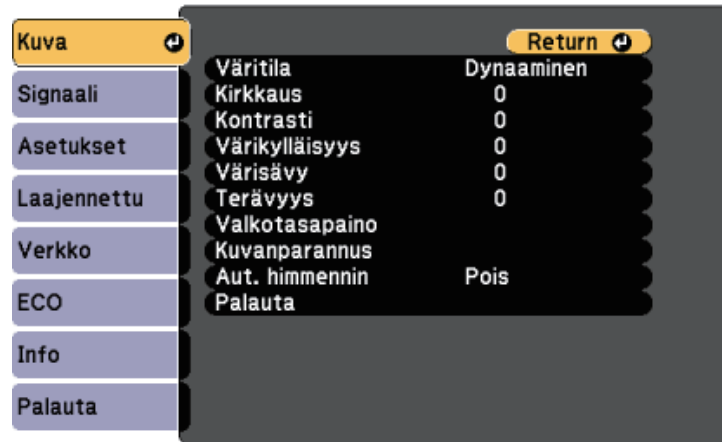 Kuva
Signaali
Asetukset
Laajennettu
Verkko
ECO
Info
Palauta
Return
Väritila Dynaaminen
Kirkkaus 0
Kontrasti 0
Värikylläisyys 0
Värisävy 0
Terävyys 0
Valkotasapaino
Kuvanparannus
Aut. himmennin Pois
Palauta